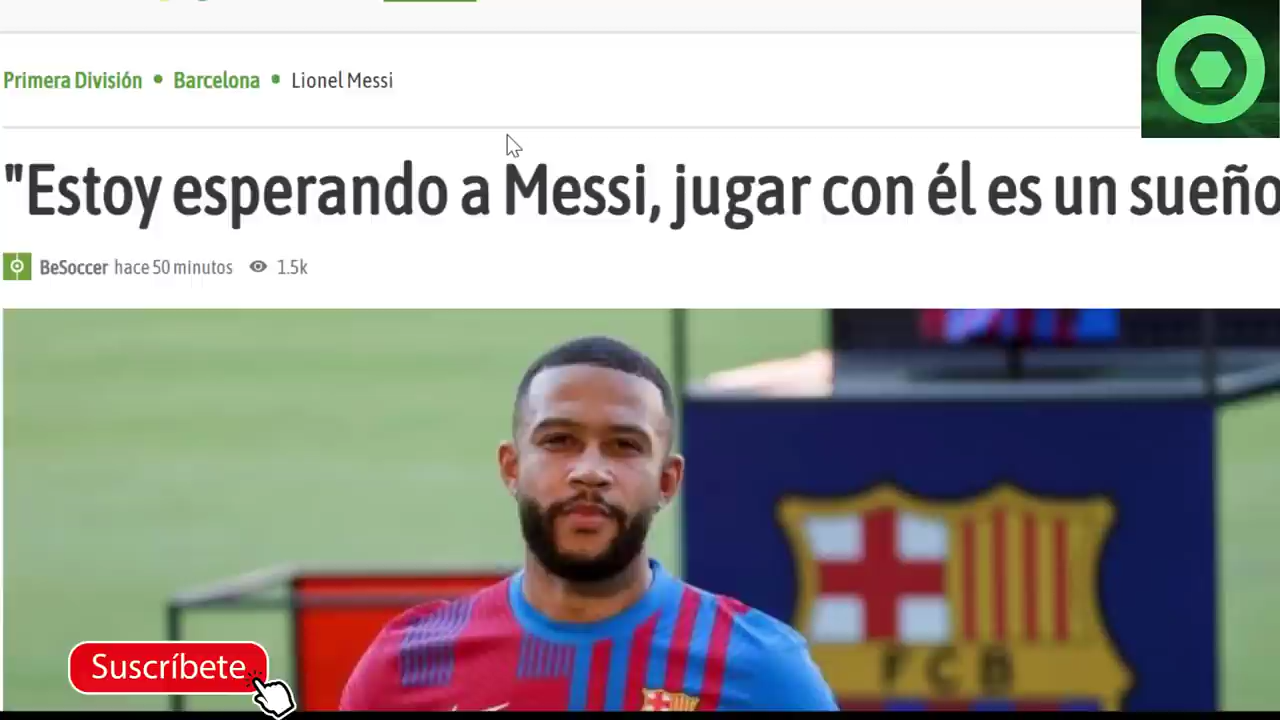 Primera División • Barcelona • Lionel Messi
"Estoy esperando a Messi, jugar con él es un sueño
BeSoccer hace 50 minutos 1.5k
FCB
Suscríbete